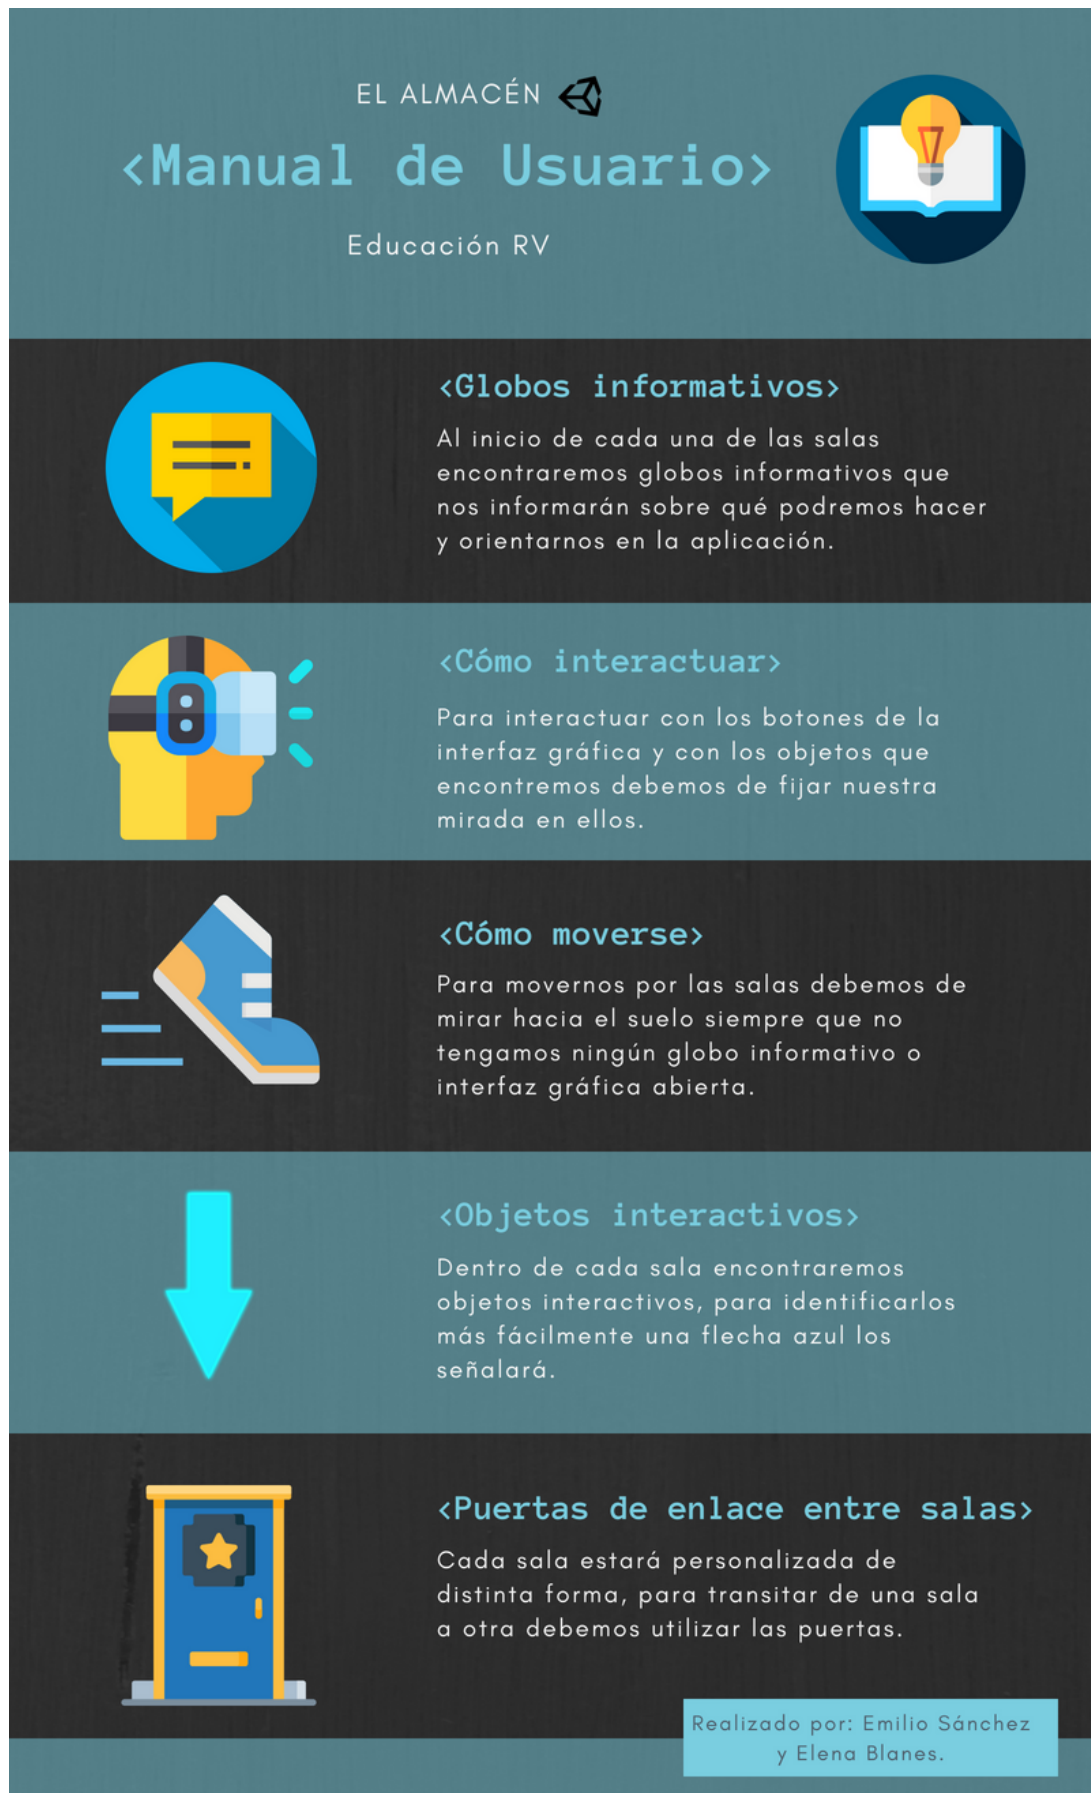 EL ALMACÉN
<Manual de Usuario>
Educación RV
<Globos informativos>
Al inicio de cada una de las salas
encontraremos globos informativos que
nos informarán sobre qué podremos hacer
y orientarnos en la aplicación.
<Cómo interactuar>
Para interactuar con los botones de la
interfaz gráfica y con los objetos que
encontremos debemos de fijar nuestra
mirada en ellos.
<Cómo moverse>
Para movernos por las salas debemos de
mirar hacia el suelo siempre que no
tengamos ningún globo informativo o
interfaz gráfica abierta.
<Objetos interactivos>
Dentro de cada sala encontraremos
objetos interactivos, para identificarlos
más fácilmente una flecha azul los
señalará.
<Puertas de enlace entre salas>
Cada sala estará personalizada de
distinta forma, para transitar de una sala
a otra debemos utilizar las puertas.
Realizado por: Emilio Sánchez
y Elena Blanes.